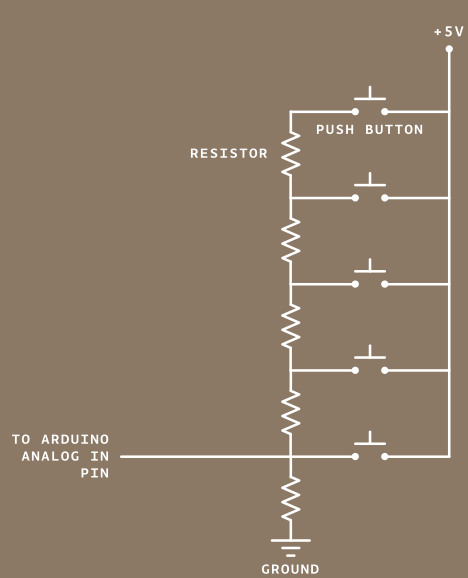 +5V
PUSH BUTTON
RESISTOR
TO ARDUINO
ANALOG IN
PIN
GROUND